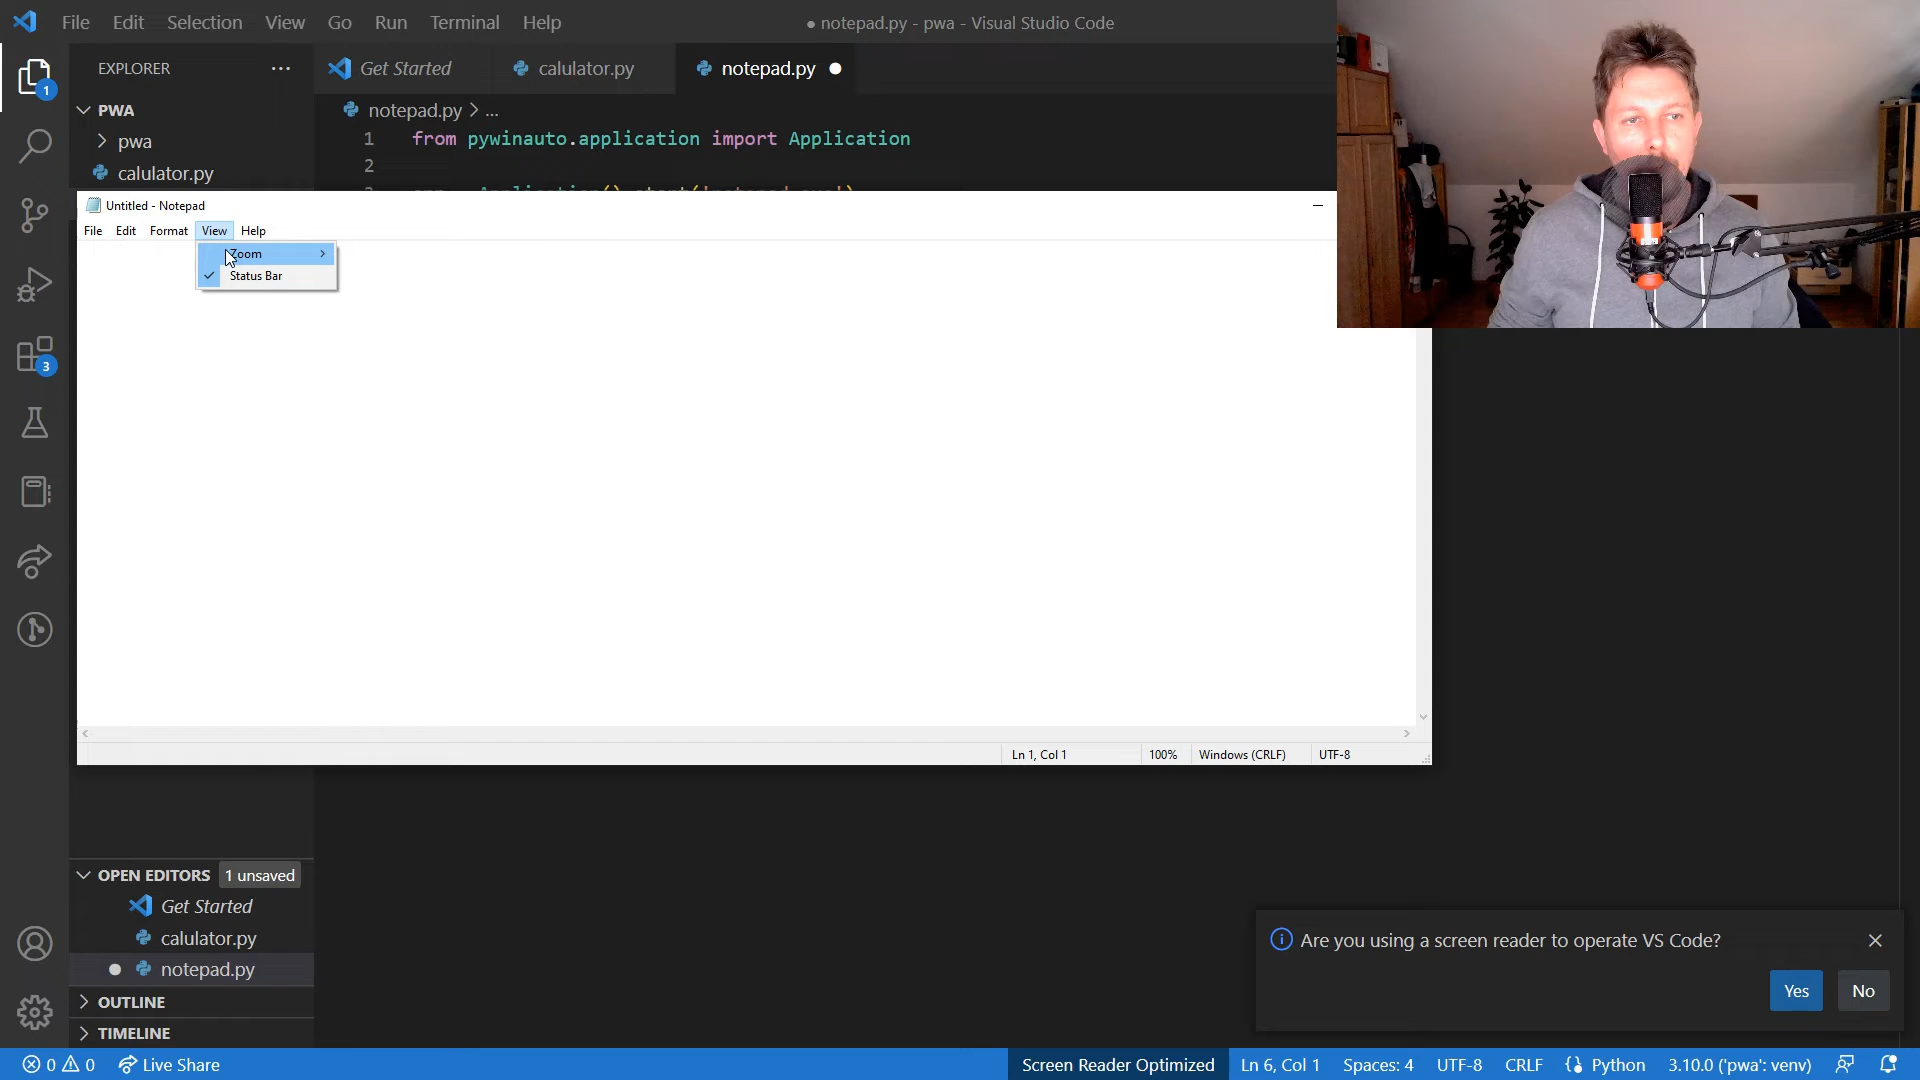 File Edit Selection View Go Run Terminal Help
● notepad.py - pwa - Visual Studio Code
EXPLORER ...
Get Started
calulator.py
notepad.py
1
PWA
notepad.py > ...
pwa
1 from pywinauto.application import Application
2
calulator.py
Untitled - Notepad
File Edit Format View Help
Zoom
Status Bar
3
Ln 1, Col 1 100% Windows (CRLF) UTF-8
OPEN EDITORS 1 unsaved
Get Started
calulator.py
notepad.py
OUTLINE
TIMELINE
Are you using a screen reader to operate VS Code?
Yes No
0 0 Live Share
Screen Reader Optimized Ln 6, Col 1 Spaces: 4 UTF-8 CRLF Python 3.10.0 ('pwa': venv)